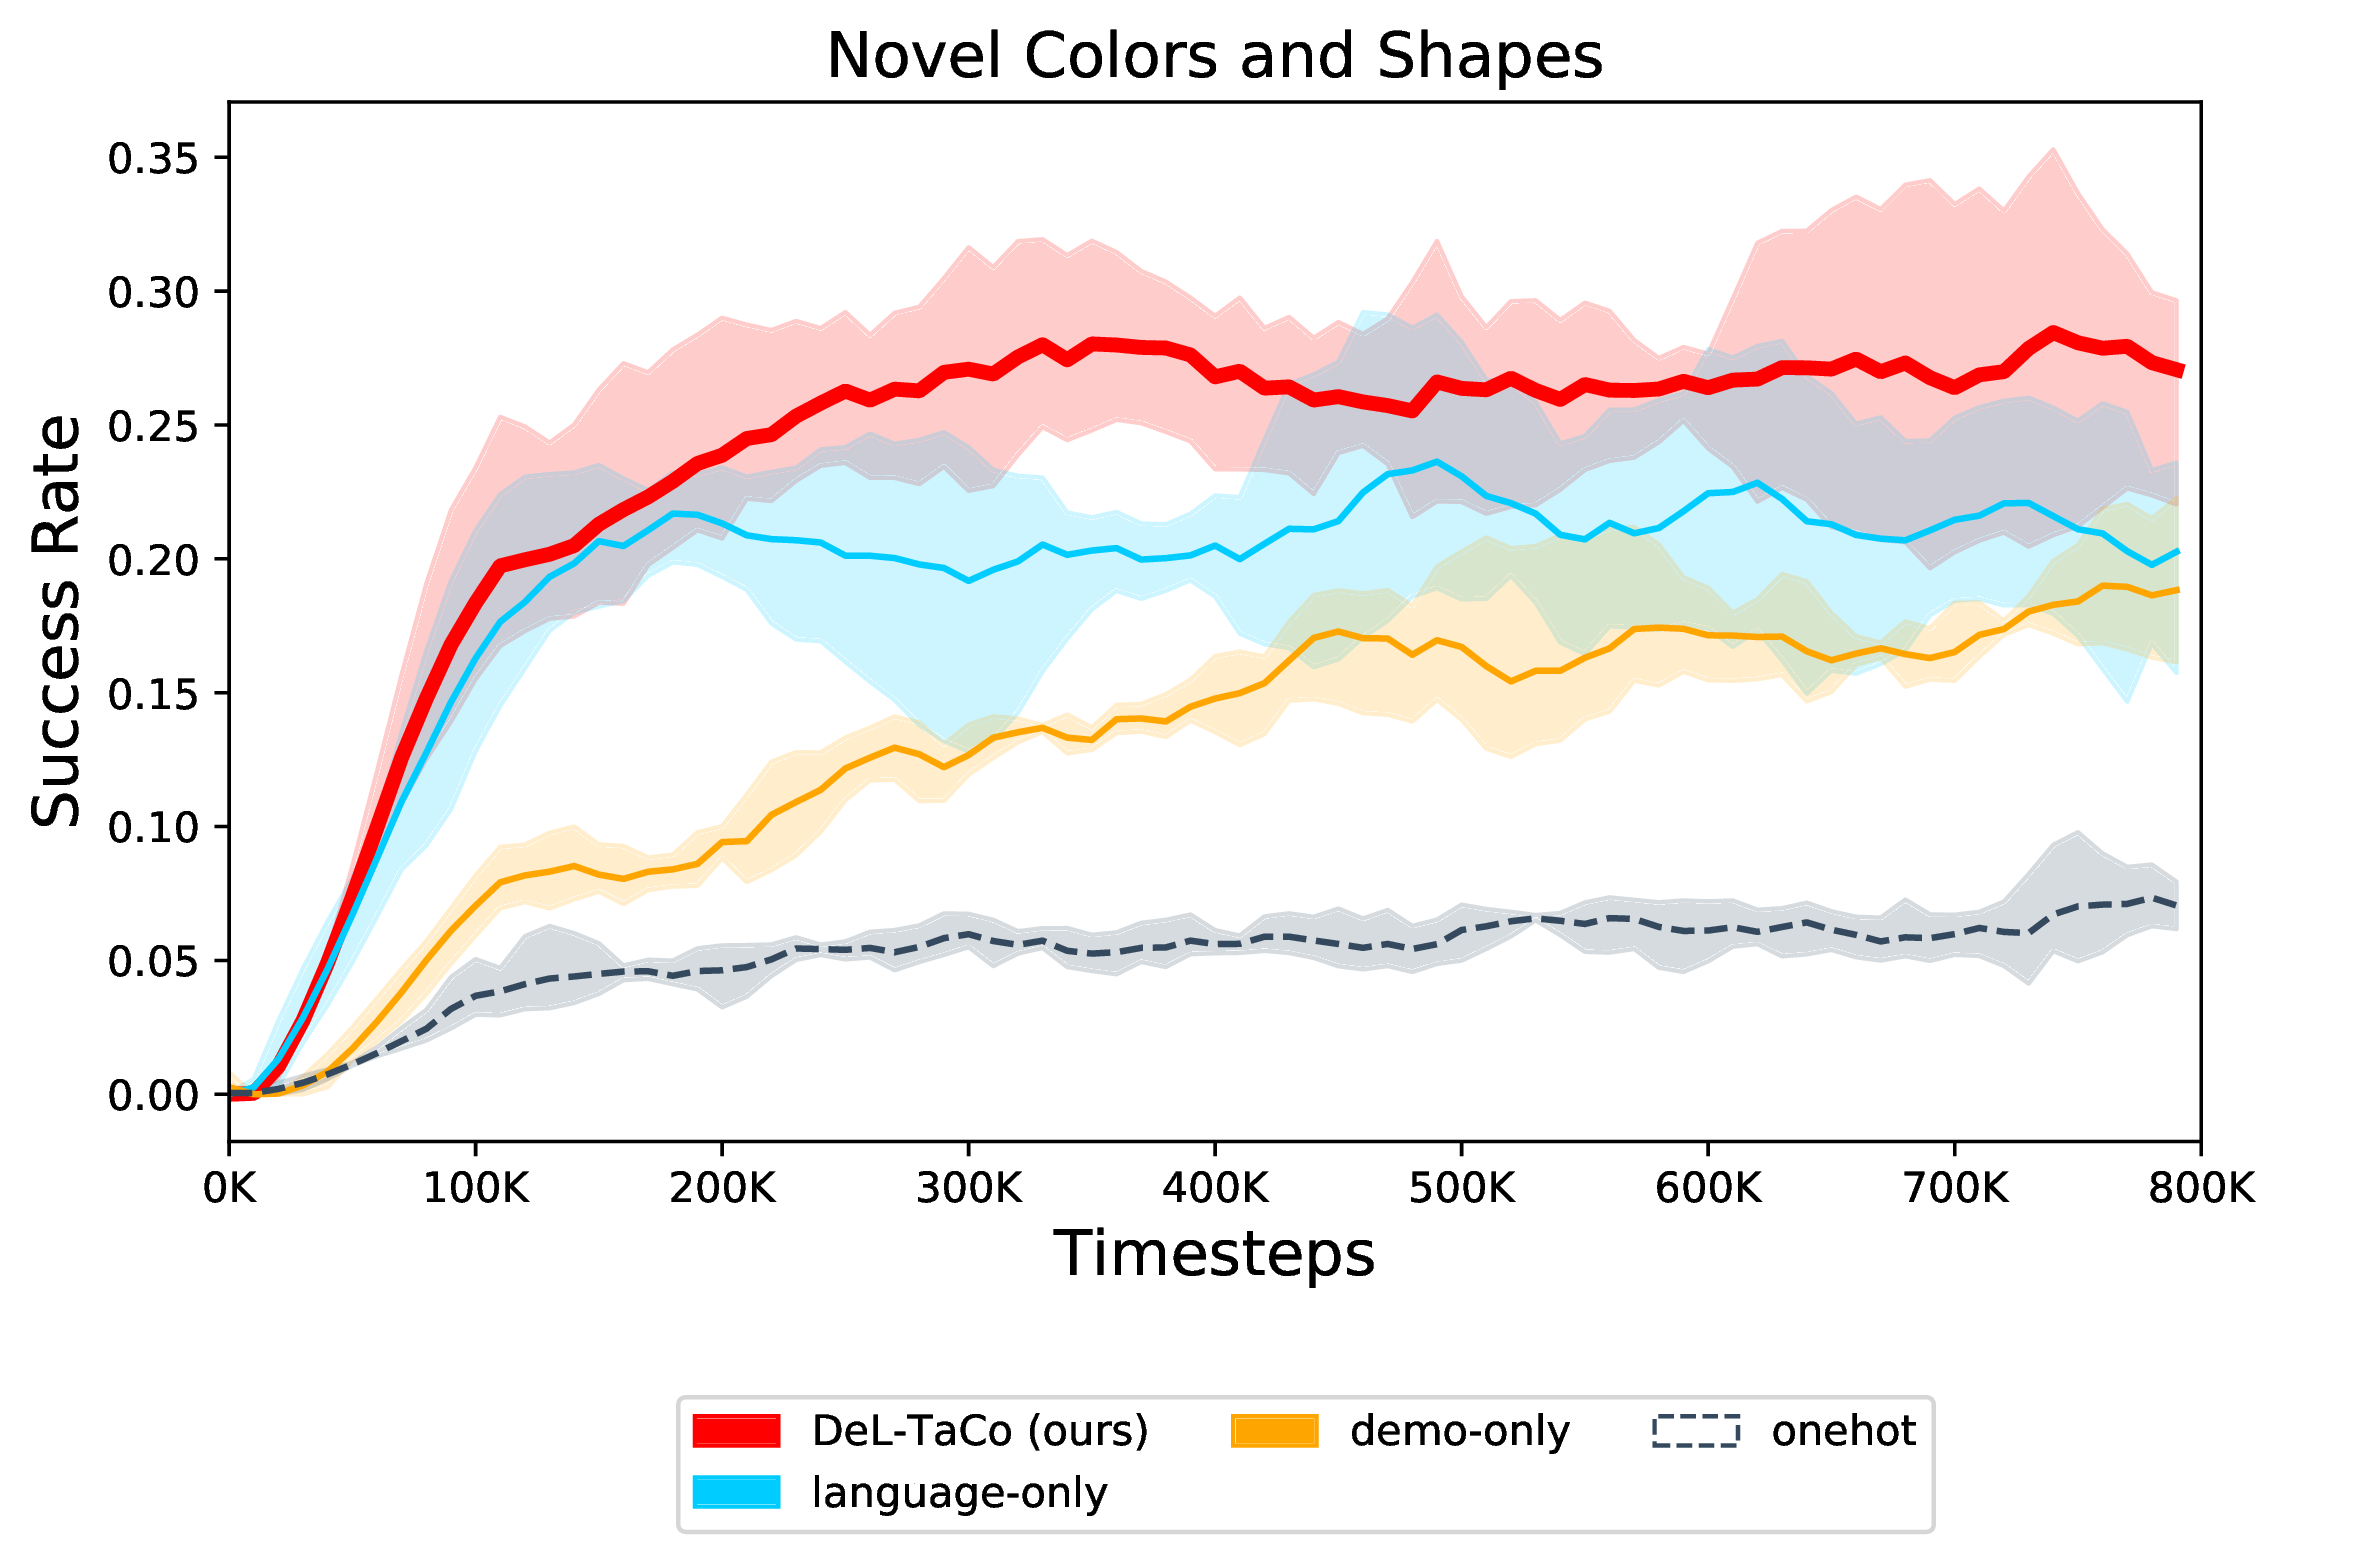 Novel Colors and Shapes
0.35
0.30
0.25
0.20
0.15
0.10
0.05
0.00
Success Rate
0K 100K 200K 300K 400K 500K 600K 700K 800K
Timesteps
DeL-TaCo (ours) demo-only onehot
language-only